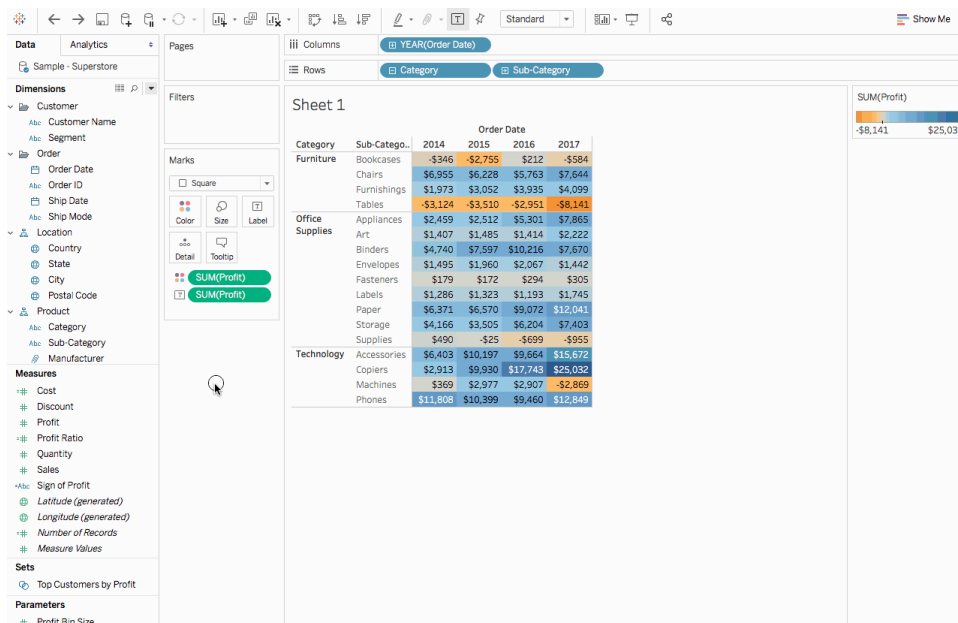 Standard
Show Me
Data Analytics
Sample - Superstore
Dimensions
Customer
Abc Customer Name
Abc Segment
Order
Order Date
Abc Order ID
Ship Date
Abc Ship Mode
Location
Country
State
City
Postal Code
Product
Abc Category
Abc Sub-Category
Manufacturer
Measures
=# Cost
# Discount
# Profit
=# Profit Ratio
# Quantity
# Sales
=Abc Sign of Profit
Latitude (generated)
Longitude (generated)
=# Number of Records
# Measure Values
Sets
Top Customers by Profit
Parameters
# Profit Bin Size
Pages
Filters
Marks
Square
Color Size Label
Detail Tooltip
SUM(Profit)
SUM(Profit)
Columns YEAR(Order Date)
Rows Category Sub-Category
Sheet 1
Order Date
Category Sub-Catego.. 2014 2015 2016 2017
Furniture Bookcases -$346 -$2,755 $212 -$584
Chairs $6,955 $6,228 $5,763 $7,644
Furnishings $1,973 $3,052 $3,935 $4,099
Tables -$3,124 -$3,510 -$2,951 -$8,141
Office Supplies Appliances $2,459 $2,512 $5,301 $7,865
Art $1,407 $1,485 $1,414 $2,222
Binders $4,740 $7,597 $10,216 $7,670
Envelopes $1,495 $1,960 $2,067 $1,442
Fasteners $179 $172 $294 $305
Labels $1,286 $1,323 $1,193 $1,745
Paper $6,371 $6,570 $9,072 $12,041
Storage $4,166 $3,505 $6,204 $7,403
Supplies $490 -$25 -$699 -$955
Technology Accessories $6,403 $10,197 $9,664 $15,672
Copiers $2,913 $9,930 $17,743 $25,032
Machines $369 $2,977 $2,907 -$2,869
Phones $11,808 $10,399 $9,460 $12,849
SUM(Profit)
-$8,141 $25,03